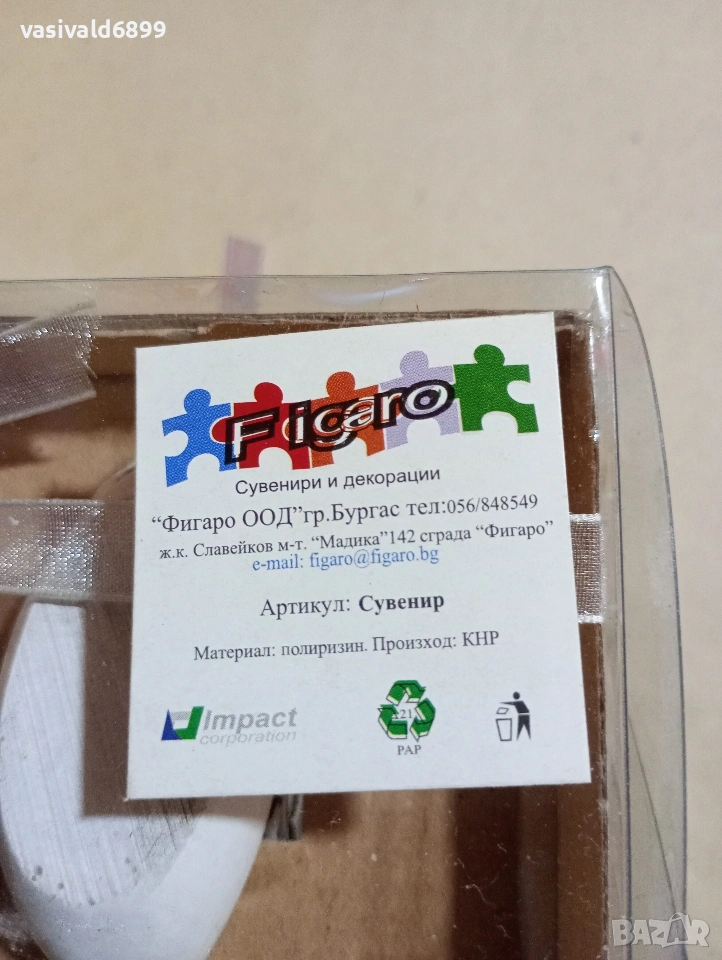 vasivald6899
Figaro
Сувенири и декорации
“Фигаро ООД”гр.Бургас тел:056/848549
ж.к. Славейков м-т. “Мадика”142 сграда “Фигаро”
e-mail: figaro@figaro.bg
Артикул: Сувенир
Материал: полиризин. Произход: КНР
Impact
corporation
21
PAP
BAZAR